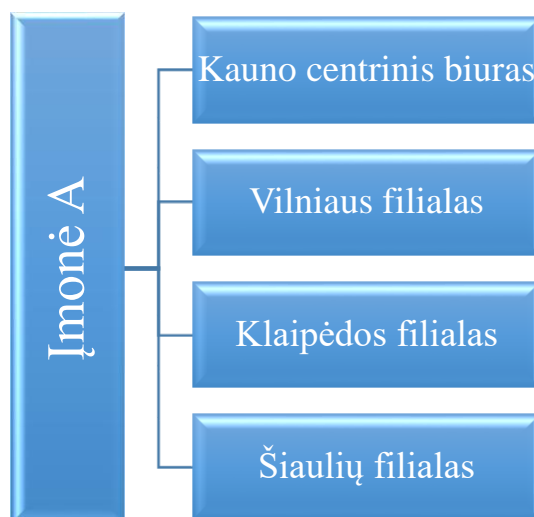 Įmonė A
Kauno centrinis biuras
Vilniaus filialas
Klaipėdos filialas
Šiaulių filialas